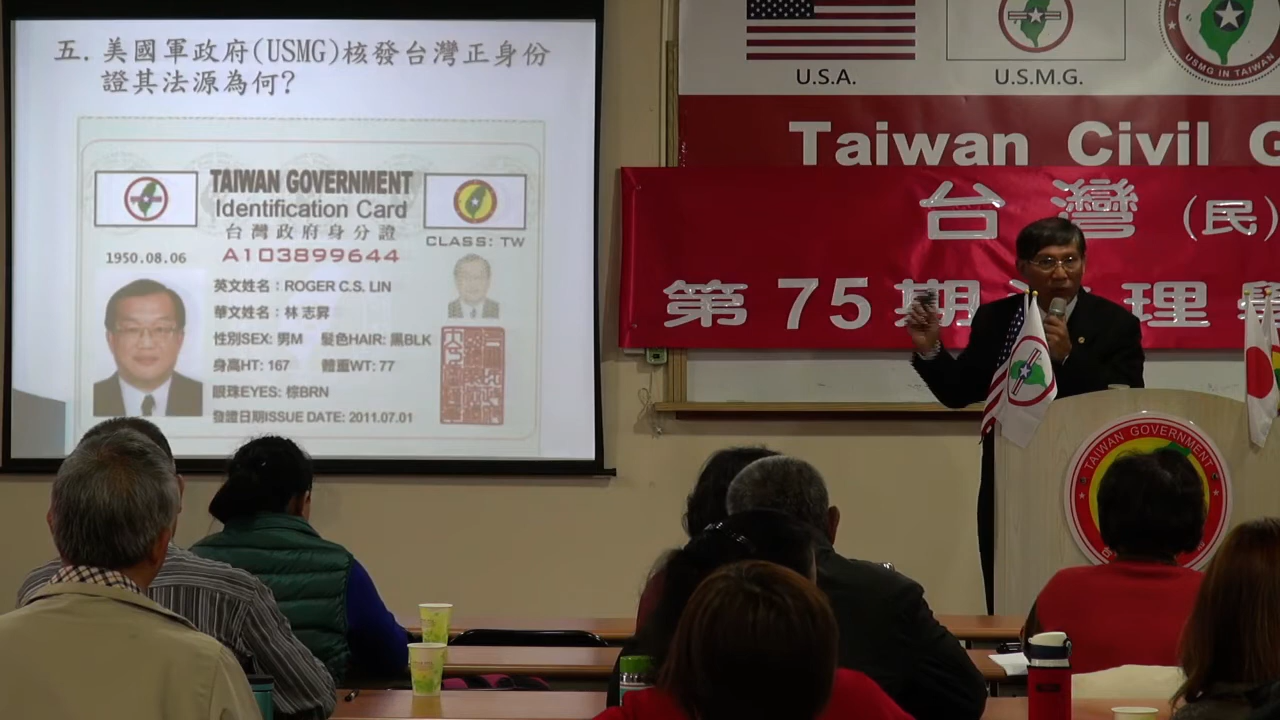 五. 美國軍政府(USMG)核發台灣正身份
證其法源為何?
TAIWAN GOVERNMENT
Identification Card
台灣政府身分證
CLASS: TW
1950.08.06
A103899644
英文姓名：ROGER C.S. LIN
華文姓名：林 志昇
性別SEX: 男M 髮色HAIR: 黑BLK
身高HT: 167 體重WT: 77
眼珠EYES: 棕BRN
發證日期ISSUE DATE: 2011.07.01
U.S.A.
U.S.M.G.
USMG IN TAIWAN
Taiwan Civil G
台灣(民)
第75期 理
TAIWAN GOVERNMENT